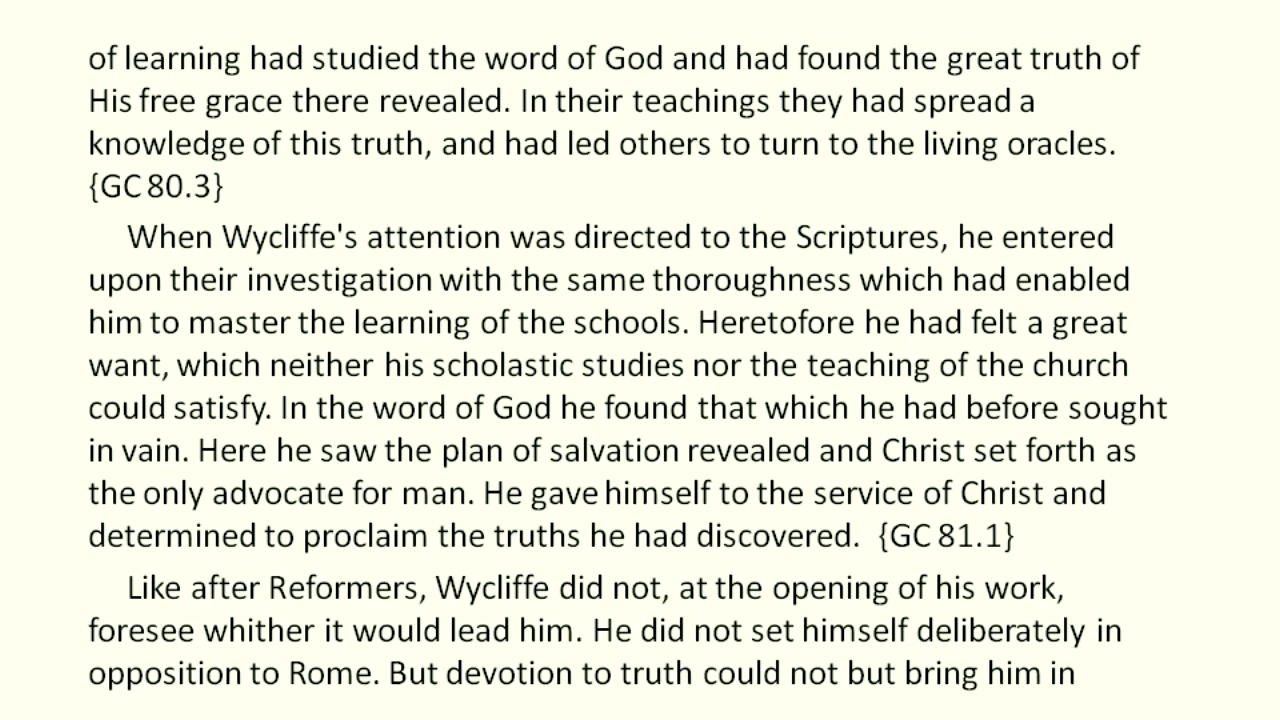 of learning had studied the word of God and had found the great truth of
His free grace there revealed. In their teachings they had spread a
knowledge of this truth, and had led others to turn to the living oracles.
{GC 80.3}
When Wycliffe's attention was directed to the Scriptures, he entered
upon their investigation with the same thoroughness which had enabled
him to master the learning of the schools. Heretofore he had felt a great
want, which neither his scholastic studies nor the teaching of the church
could satisfy. In the word of God he found that which he had before sought
in vain. Here he saw the plan of salvation revealed and Christ set forth as
the only advocate for man. He gave himself to the service of Christ and
determined to proclaim the truths he had discovered.  {GC 81.1}
Like after Reformers, Wycliffe did not, at the opening of his work,
foresee whither it would lead him. He did not set himself deliberately in
opposition to Rome. But devotion to truth could not but bring him in